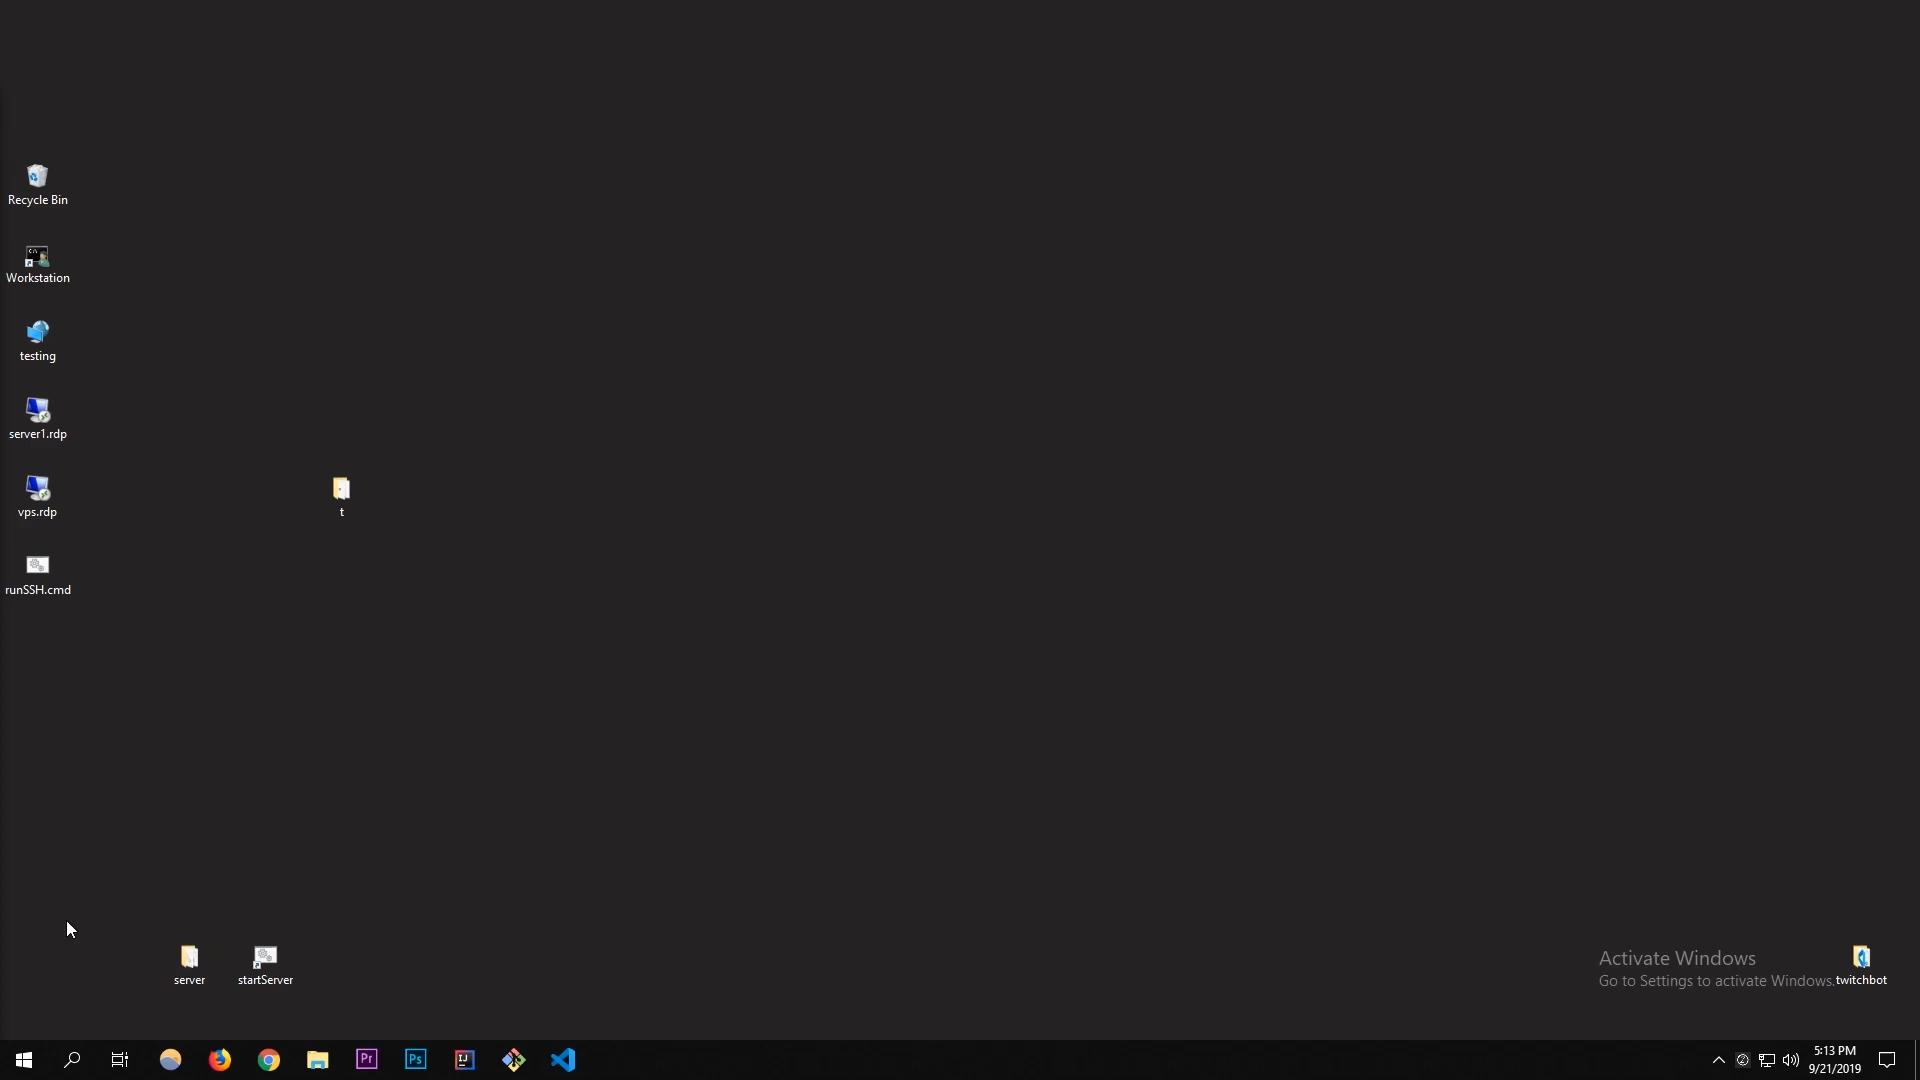 Recycle Bin
Workstation
testing
server1.rdp
vps.rdp
t
runSSH.cmd
server
startServer
Activate Windows
Go to Settings to activate Windows.
twitchbot
Pr
Ps
IJ
5:13 PM
9/21/2019